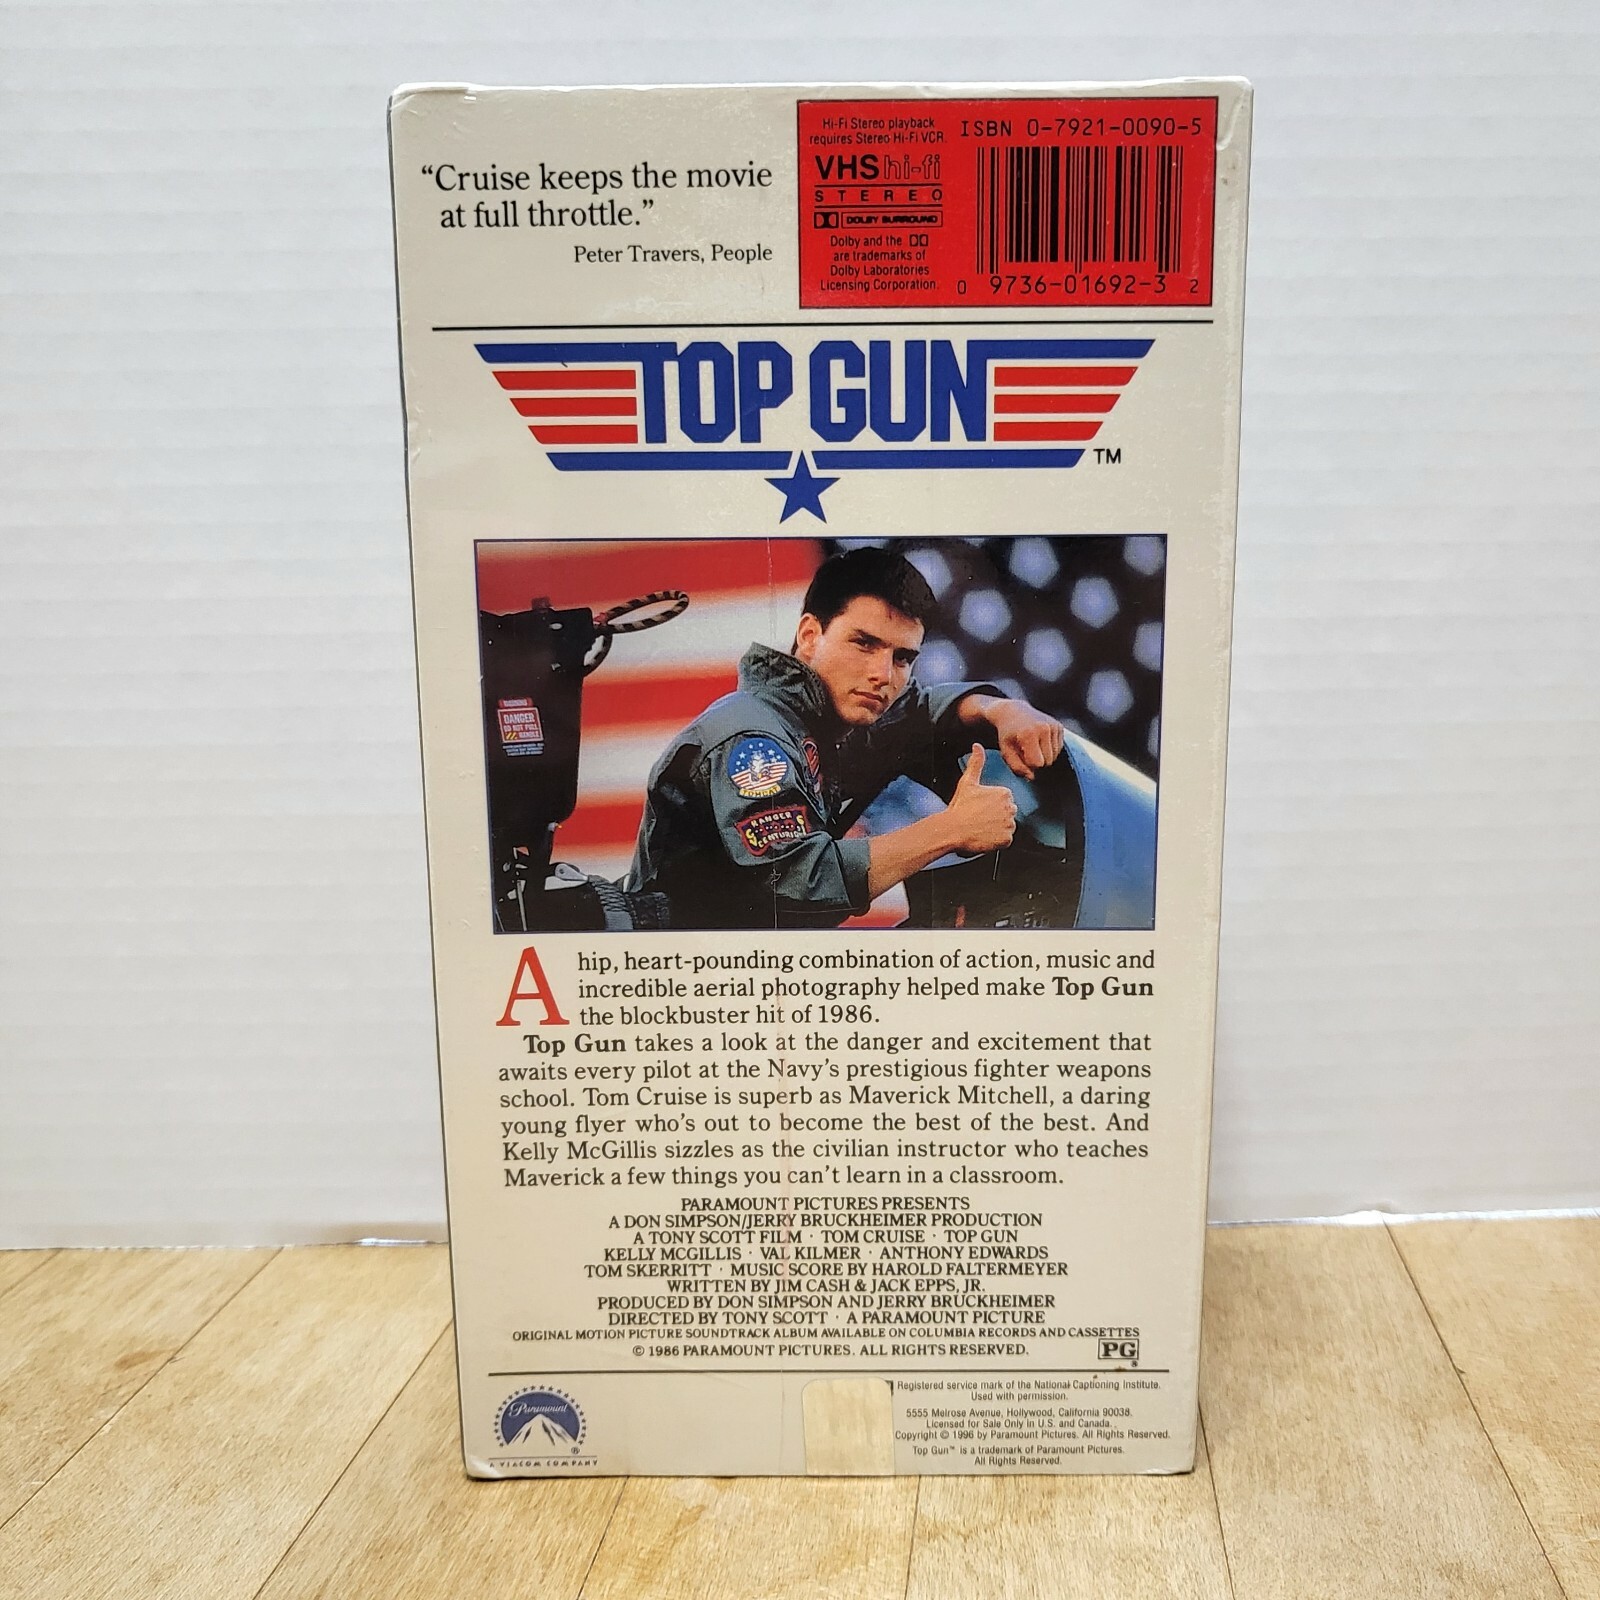 “Cruise keeps the movie
at full throttle.”
Peter Travers, People
Hi-Fi Stereo playback
requires Stereo Hi-Fi VCR.
VHS hi-fi
STEREO
DOLBY SURROUND
Dolby and the
are trademarks of
Dolby Laboratories
Licensing Corporation.
ISBN 0-7921-0090-5
0 9736-01692-3 2
TOP GUN
TM
DANGER
DO NOT PULL
HANDLE
TOMCAT
RANGER
CENTURION
A hip, heart-pounding combination of action, music and
incredible aerial photography helped make Top Gun
the blockbuster hit of 1986.
Top Gun takes a look at the danger and excitement that
awaits every pilot at the Navy’s prestigious fighter weapons
school. Tom Cruise is superb as Maverick Mitchell, a daring
young flyer who’s out to become the best of the best. And
Kelly McGillis sizzles as the civilian instructor who teaches
Maverick a few things you can’t learn in a classroom.
PARAMOUNT PICTURES PRESENTS
A DON SIMPSON/JERRY BRUCKHEIMER PRODUCTION
A TONY SCOTT FILM · TOM CRUISE · TOP GUN
KELLY MCGILLIS · VAL KILMER · ANTHONY EDWARDS
TOM SKERRITT · MUSIC SCORE BY HAROLD FALTERMEYER
WRITTEN BY JIM CASH & JACK EPPS, JR.
PRODUCED BY DON SIMPSON AND JERRY BRUCKHEIMER
DIRECTED BY TONY SCOTT · A PARAMOUNT PICTURE
ORIGINAL MOTION PICTURE SOUNDTRACK ALBUM AVAILABLE ON COLUMBIA RECORDS AND CASSETTES
© 1986 PARAMOUNT PICTURES. ALL RIGHTS RESERVED.
PG
®
Paramount
®
A VIACOM COMPANY
Registered service mark of the National Captioning Institute.
Used with permission.
5555 Melrose Avenue, Hollywood, California 90038.
Licensed for Sale Only in U.S. and Canada.
Copyright © 1996 by Paramount Pictures. All Rights Reserved.
Top Gun™ is a trademark of Paramount Pictures.
All Rights Reserved.